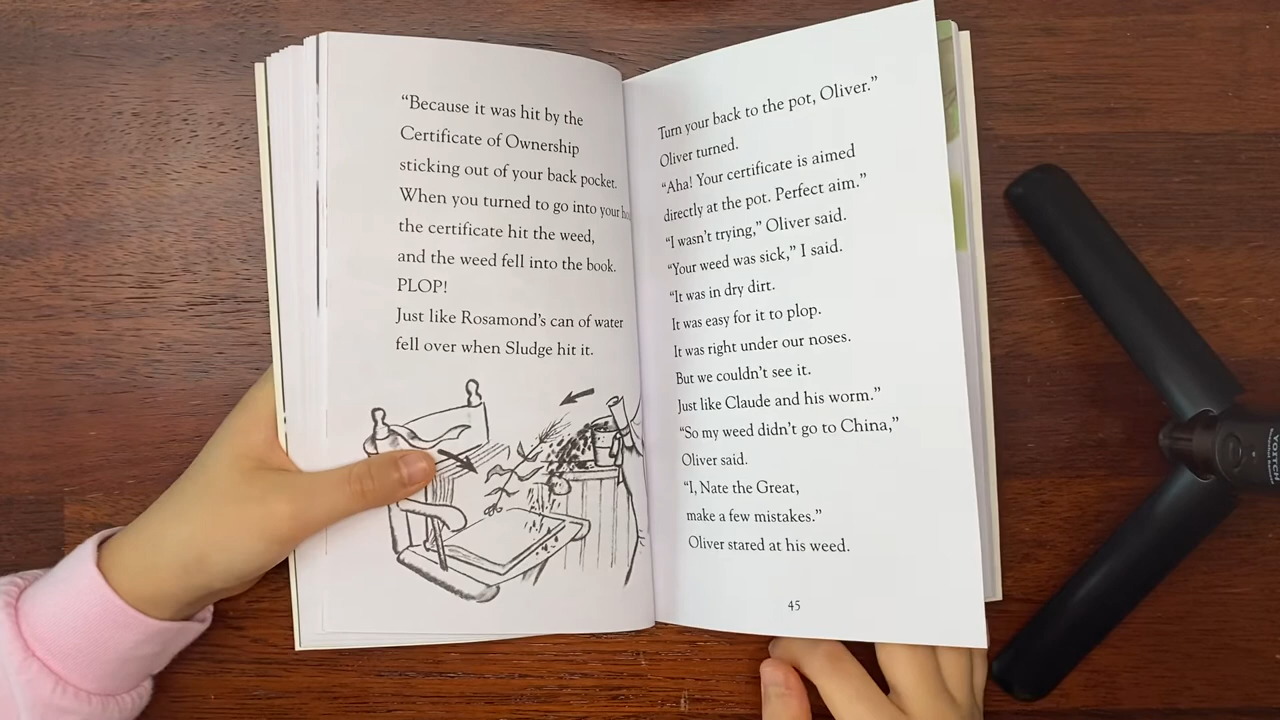 “Because it was hit by the
Certificate of Ownership
sticking out of your back pocket.
When you turned to go into your
the certificate hit the weed,
and the weed fell into the book.
PLOP!
Just like Rosamond’s can of water
fell over when Sludge hit it.
Turn your back to the pot, Oliver.”
Oliver turned.
“Aha! Your certificate is aimed
directly at the pot. Perfect aim.”
“I wasn’t trying,” Oliver said.
“Your weed was sick,” I said.
“It was in dry dirt.
It was easy for it to plop.
It was right under our noses.
But we couldn’t see it.
Just like Claude and his worm.”
“So my weed didn’t go to China,”
Oliver said.
“I, Nate the Great,
make a few mistakes.”
Oliver stared at his weed.
45
VOITCH